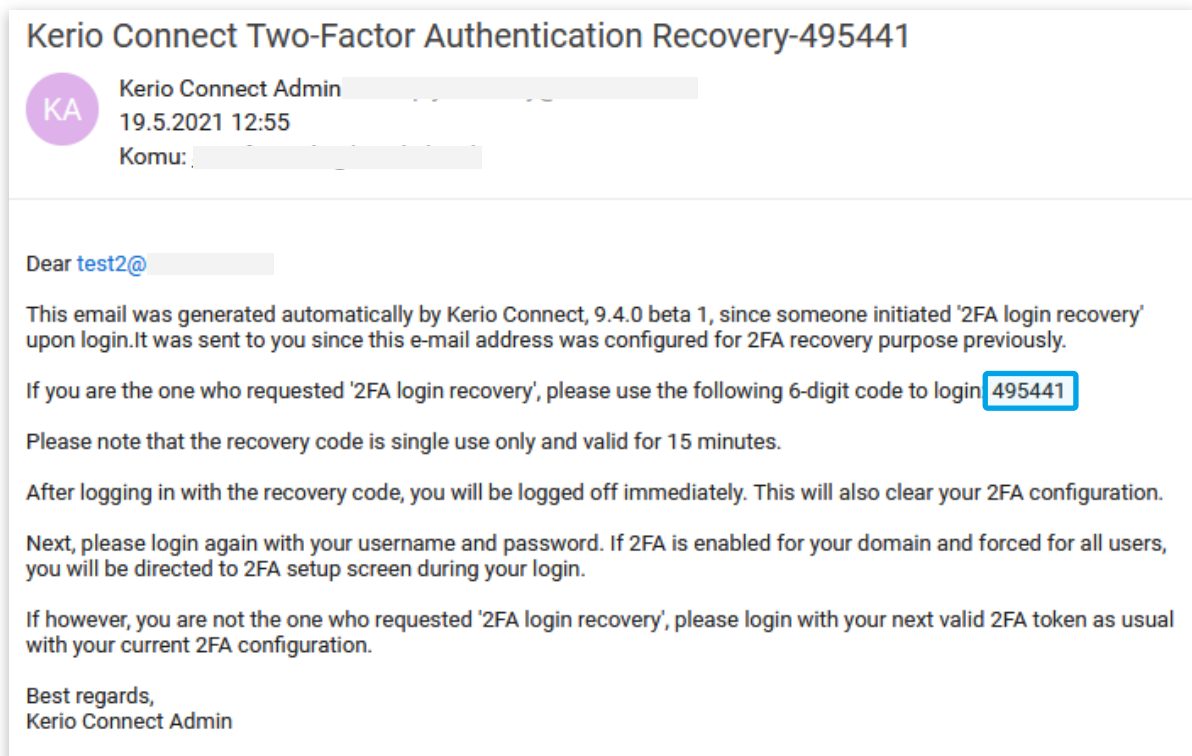 Kerio Connect Two-Factor Authentication Recovery-495441
KA
Kerio Connect Admin
19.5.2021 12:55
Komu:
Dear test2@
This email was generated automatically by Kerio Connect, 9.4.0 beta 1, since someone initiated '2FA login recovery'
upon login.It was sent to you since this e-mail address was configured for 2FA recovery purpose previously.
If you are the one who requested '2FA login recovery', please use the following 6-digit code to login: 495441
Please note that the recovery code is single use only and valid for 15 minutes.
After logging in with the recovery code, you will be logged off immediately. This will also clear your 2FA configuration.
Next, please login again with your username and password. If 2FA is enabled for your domain and forced for all users,
you will be directed to 2FA setup screen during your login.
If however, you are not the one who requested '2FA login recovery', please login with your next valid 2FA token as usual
with your current 2FA configuration.
Best regards,
Kerio Connect Admin